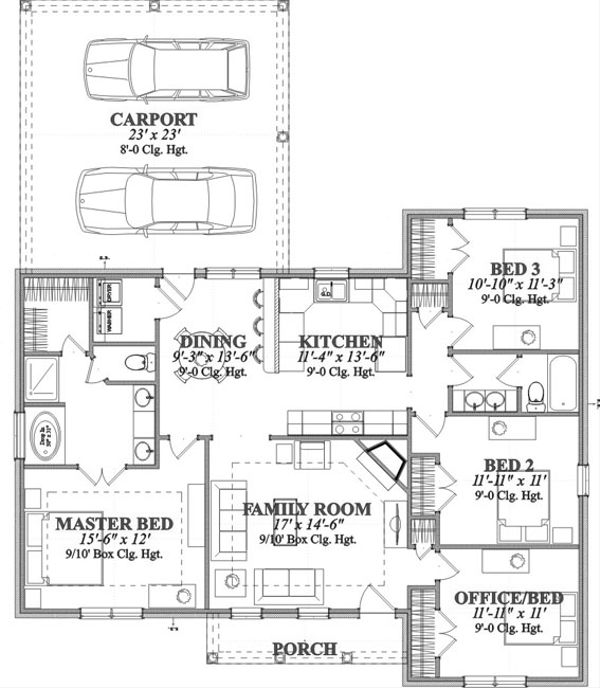 CARPORT
23' x 23'
8'-0 Clg. Hgt.
BED 3
10'-10" x 11'-3"
9'-0 Clg. Hgt.
DRYER
WASHER
DINING
9'-3" x 13'-6"
9'-0 Clg. Hgt.
KITCHEN
11'-4" x 13'-6"
9'-0 Clg. Hgt.
BED 2
11'-11" x 11'
9'-0 Clg. Hgt.
FAMILY ROOM
17' x 14'-6"
9/10' Box Clg. Hgt.
MASTER BED
15'-6" x 12'
9/10' Box Clg. Hgt.
OFFICE/BED
11'-11" x 11'
9'-0 Clg. Hgt.
PORCH